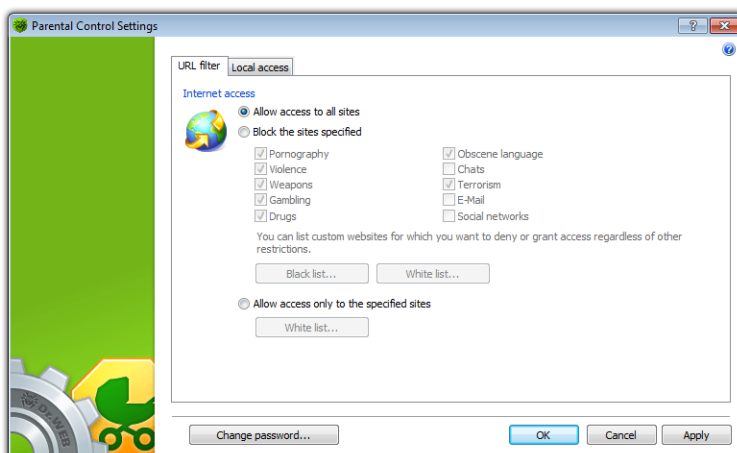 Parental Control Settings
URL filter
Local access
Internet access
Allow access to all sites
Block the sites specified
Pornography
Obscene language
Violence
Chats
Weapons
Terrorism
Gambling
E-Mail
Drugs
Social networks
You can list custom websites for which you want to deny or grant access regardless of other
restrictions.
Black list...
White list...
Allow access only to the specified sites
White list...
Dr.WEB
Change password...
OK
Cancel
Apply